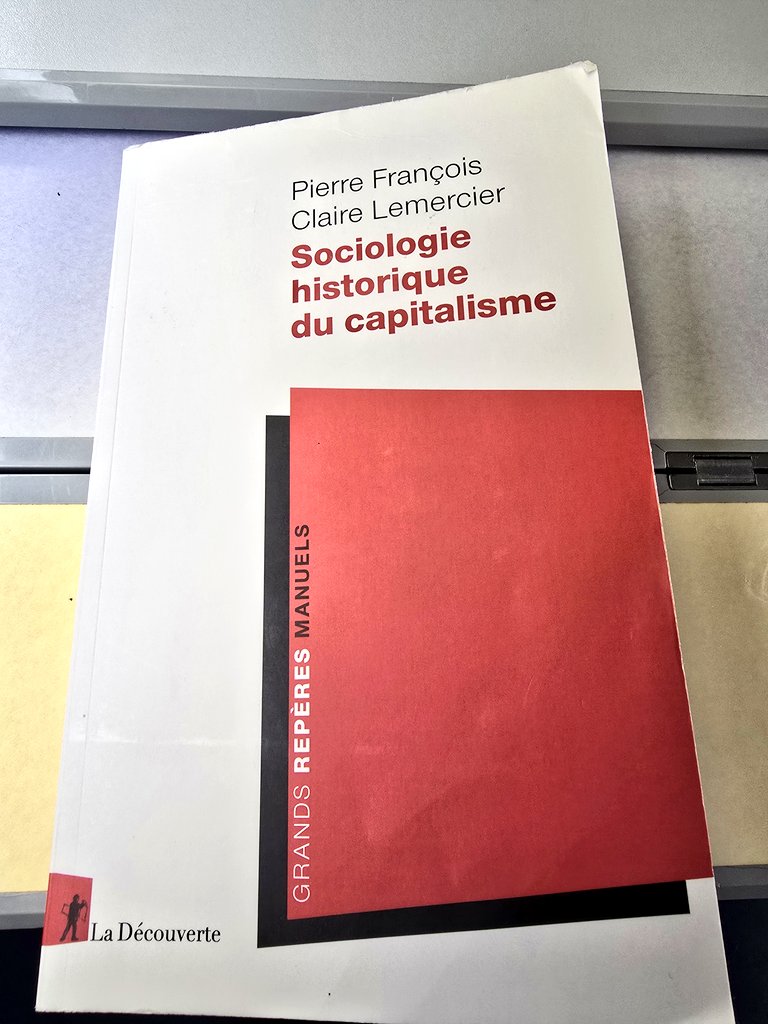 Pierre François
Claire Lemercier
Sociologie
historique
du capitalisme
GRANDS REPÈRES MANUELS
La Découverte